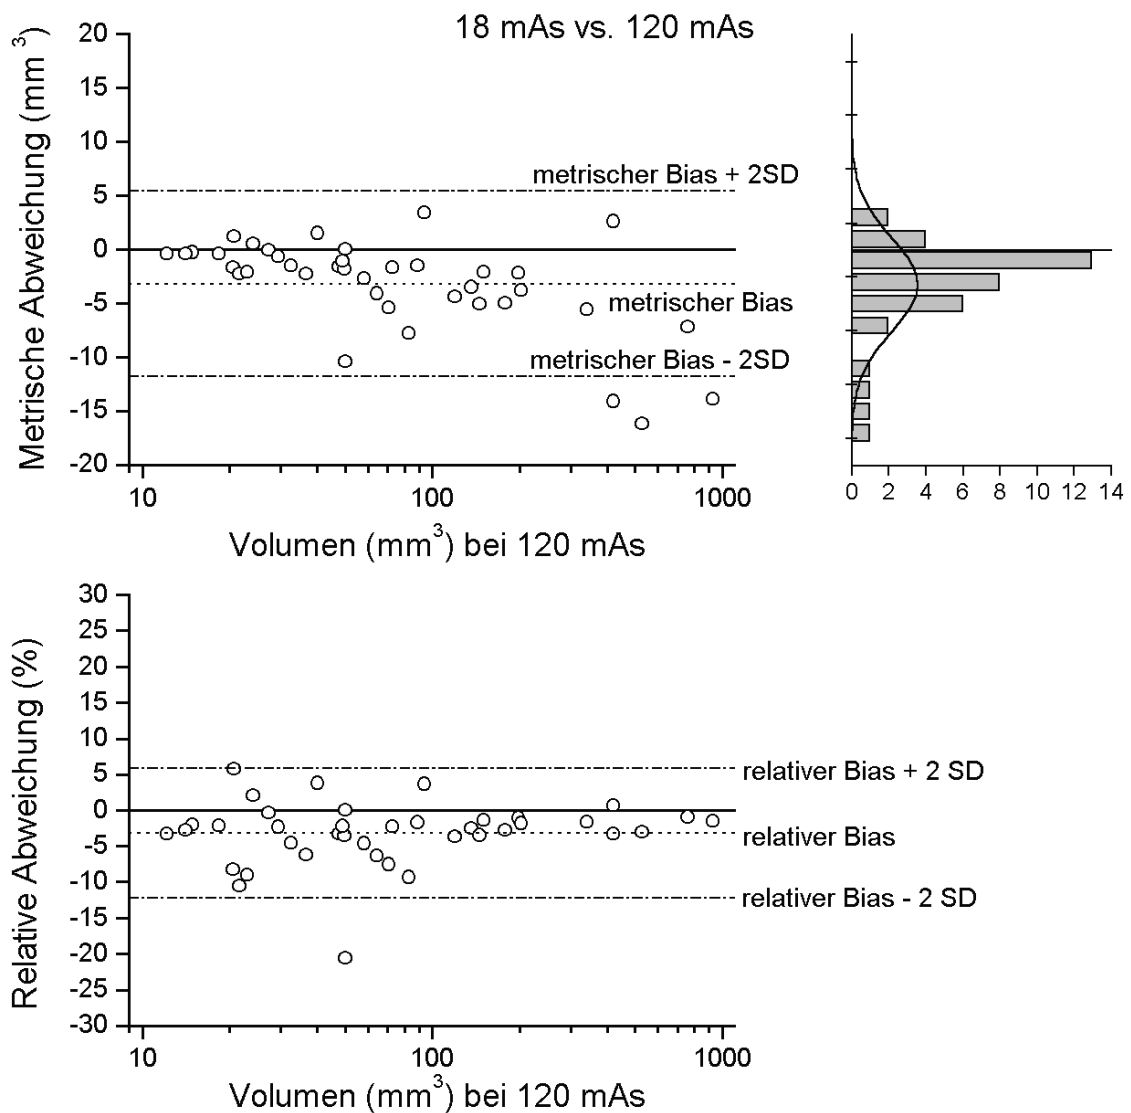 18 mAs vs. 120 mAs
Metrische Abweichung (mm³)
20
15
10
5
0
-5
-10
-15
-20
metrischer Bias + 2SD
metrischer Bias
metrischer Bias - 2SD
10 100 1000
Volumen (mm³) bei 120 mAs
0 2 4 6 8 10 12 14
Relative Abweichung (%)
30
25
20
15
10
5
0
-5
-10
-15
-20
-25
-30
relativer Bias + 2 SD
relativer Bias
relativer Bias - 2 SD
10 100 1000
Volumen (mm³) bei 120 mAs